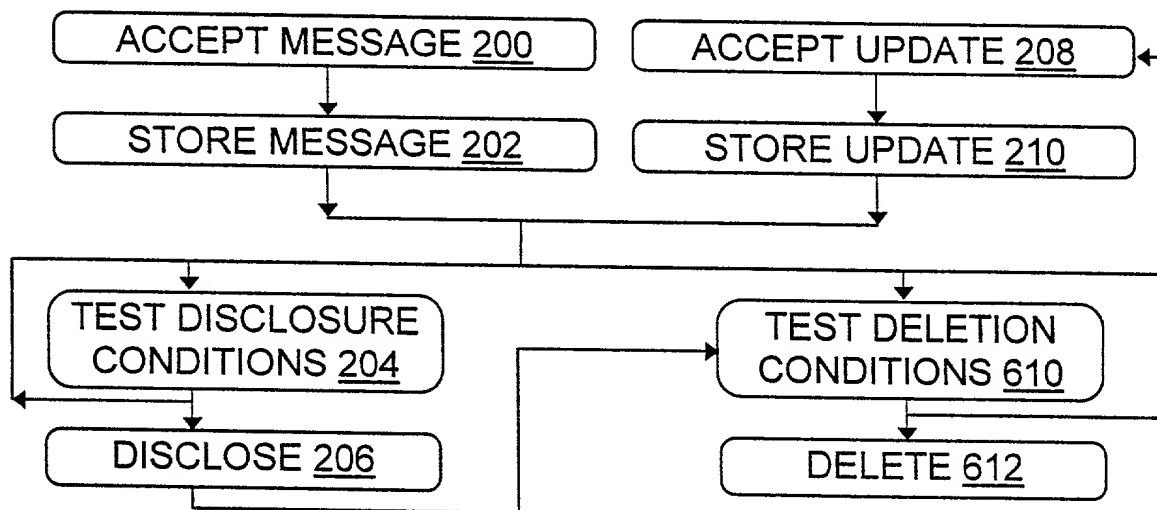 ACCEPT MESSAGE 200
ACCEPT UPDATE 208
STORE MESSAGE 202
STORE UPDATE 210
TEST DISCLOSURE
CONDITIONS 204
TEST DELETION
CONDITIONS 610
DISCLOSE 206
DELETE 612